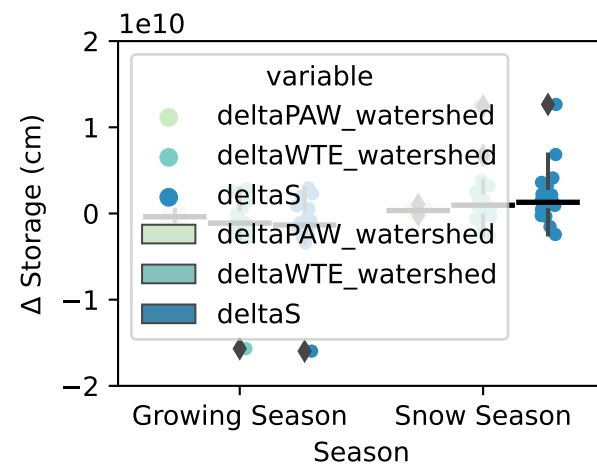 1e10
2
1
0
−1
−2
Δ Storage (cm)
variable
deltaPAW_watershed
deltaWTE_watershed
deltaS
deltaPAW_watershed
deltaWTE_watershed
deltaS
Growing Season
Snow Season
Season